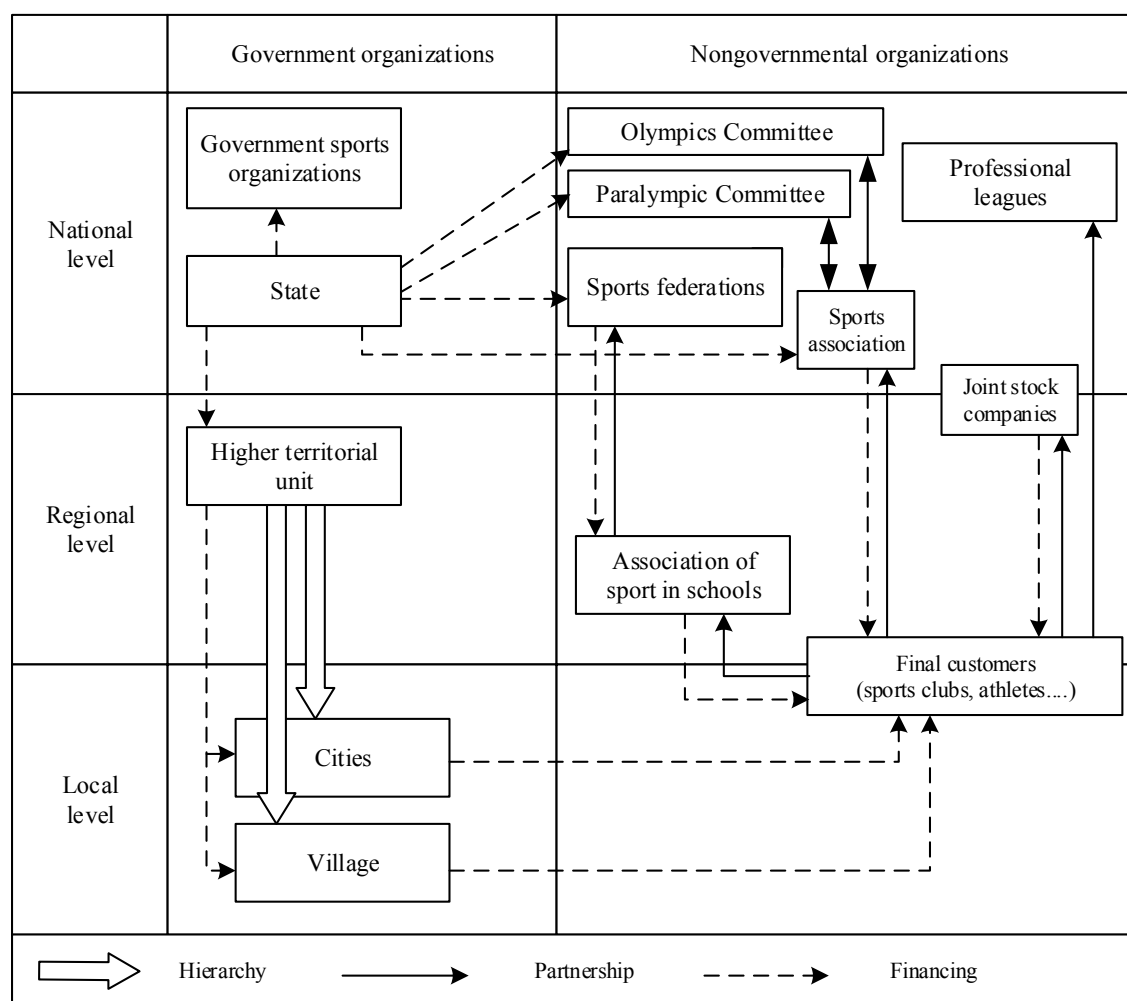 Government organizations
Nongovernmental organizations
National
level
Government sports
organizations
State
Olympics Committee
Paralympic Committee
Sports federations
Sports
association
Professional
leagues
Joint stock
companies
Regional
level
Higher territorial
unit
Association of
sport in schools
Final customers
(sports clubs, athletes....)
Local
level
Cities
Village
Hierarchy
Partnership
Financing